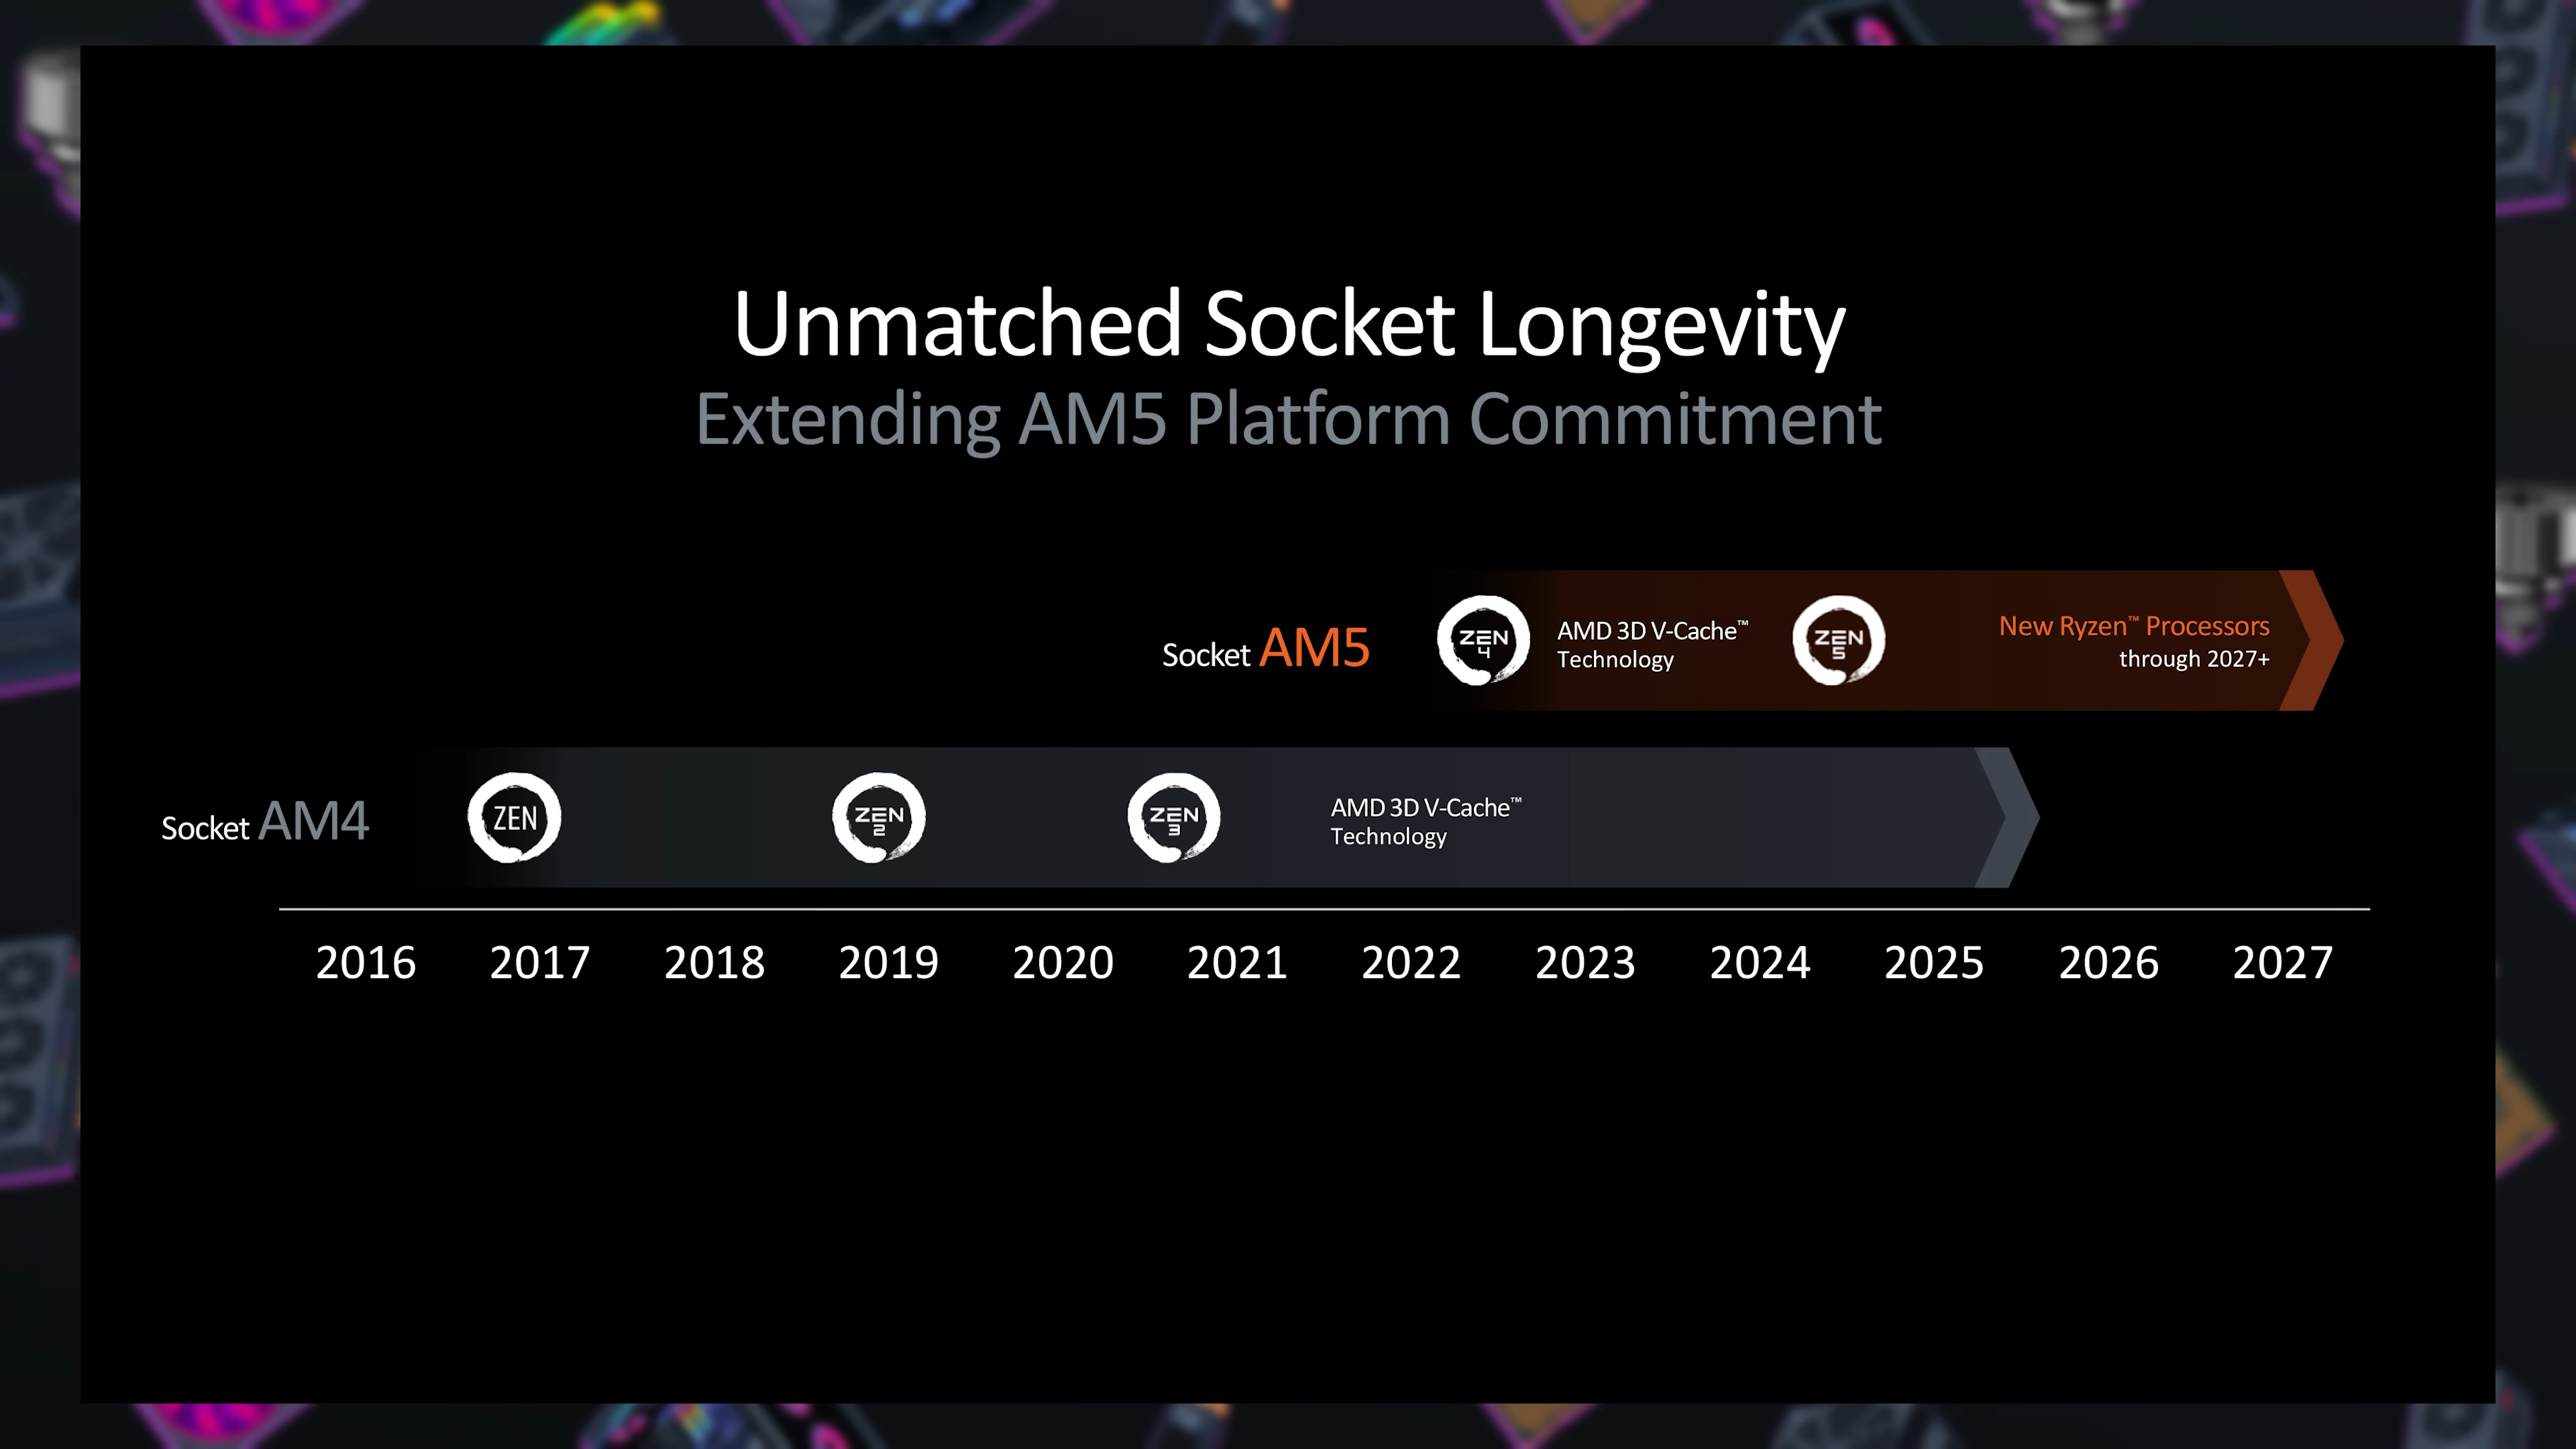 Unmatched Socket Longevity
Extending AM5 Platform Commitment
Socket AM5
ZEN
4
AMD 3D V-Cache™
Technology
ZEN
5
New Ryzen™ Processors
through 2027+
Socket AM4
ZEN
ZEN
2
ZEN
3
AMD 3D V-Cache™
Technology
2016 2017 2018 2019 2020 2021 2022 2023 2024 2025 2026 2027